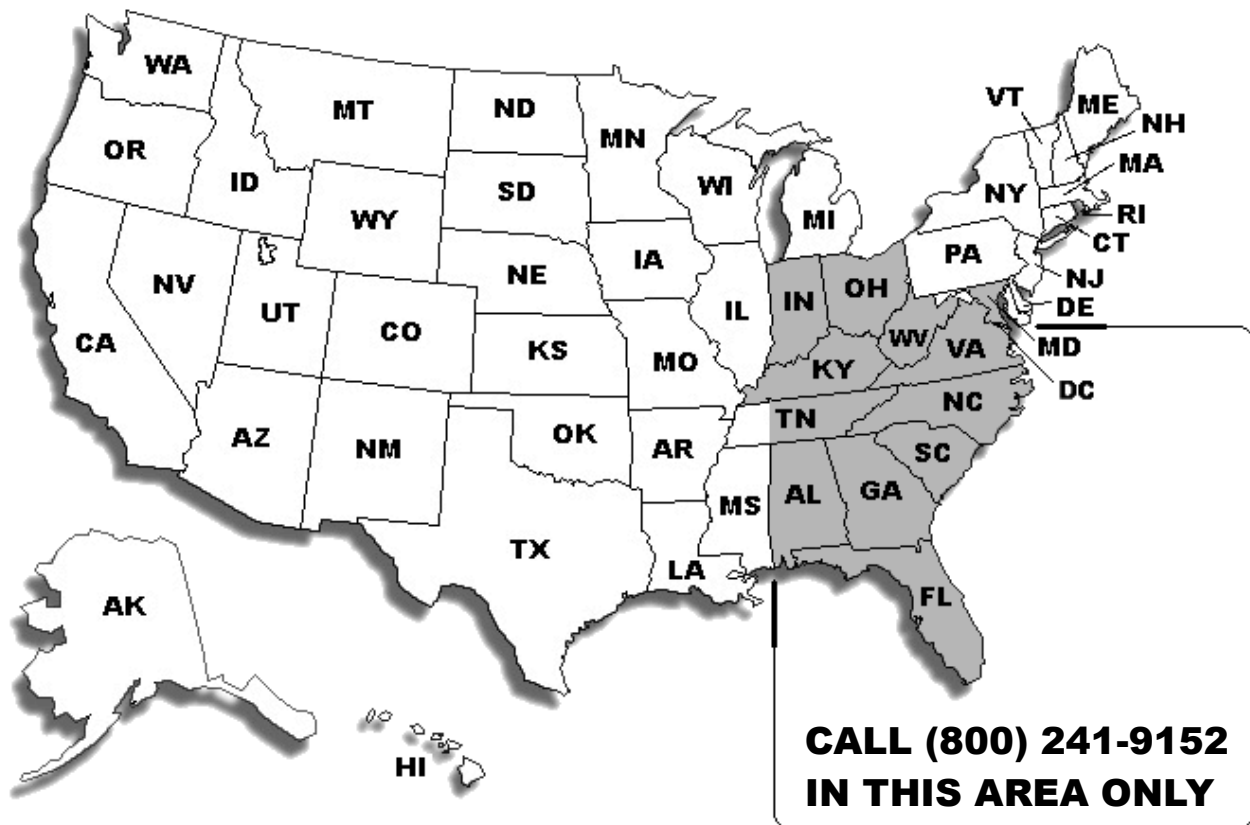 WA
MT
ND
MN
OR
ID
WY
SD
WI
MI
VT
ME
NH
MA
NY
RI
CT
NV
UT
CO
NE
IA
IL
IN
OH
PA
NJ
DE
CA
KS
MO
KY
WV
VA
MD
DC
AZ
NM
OK
AR
TN
NC
SC
TX
LA
MS
AL
GA
FL
AK
HI
CALL (800) 241-9152
IN THIS AREA ONLY